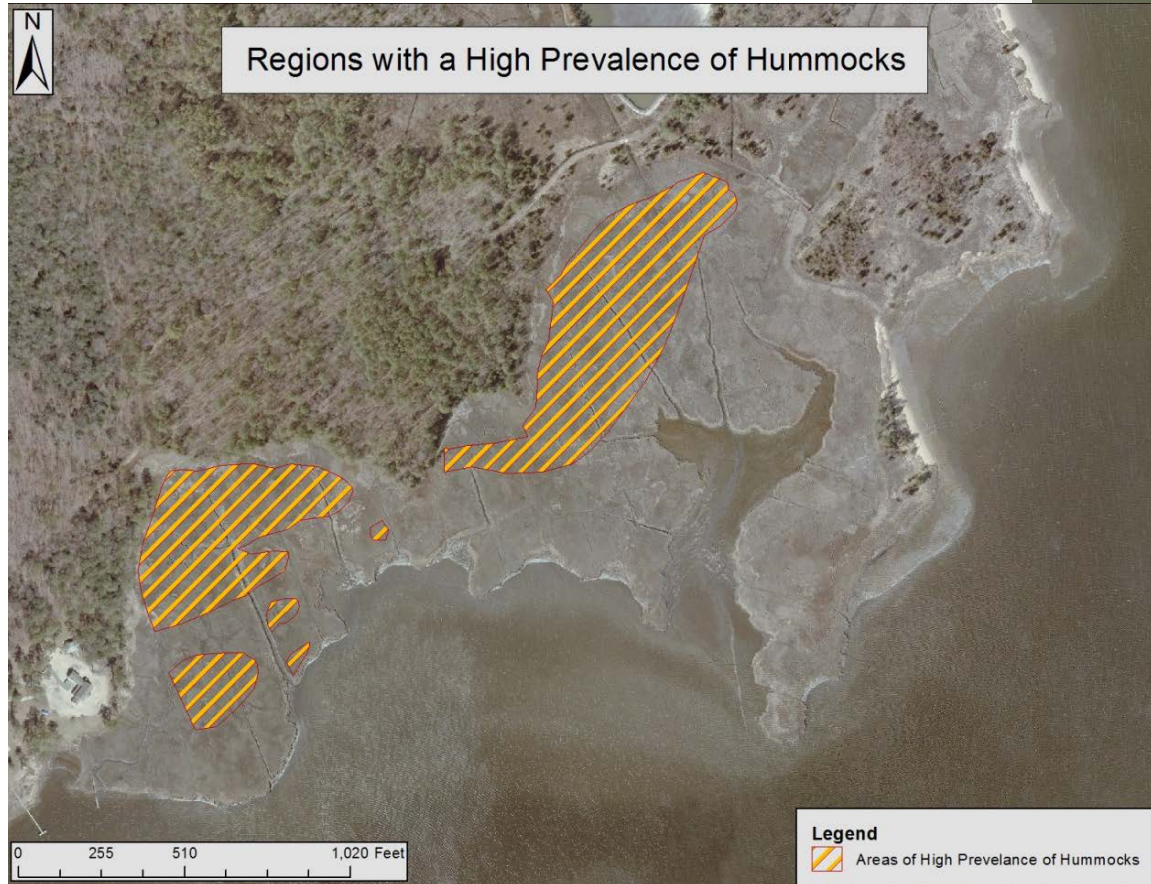 N
Regions with a High Prevalence of Hummocks
0 255 510 1,020 Feet
Legend
Areas of High Prevelance of Hummocks